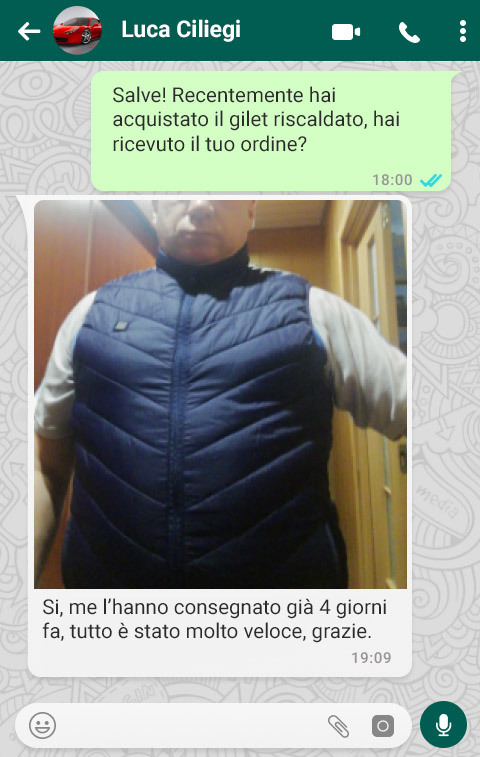 Luca Ciliegi
Salve! Recentemente hai
acquistato il gilet riscaldato, hai
ricevuto il tuo ordine?
18:00
Si, me l'hanno consegnato già 4 giorni
fa, tutto è stato molto veloce, grazie.
19:09
media